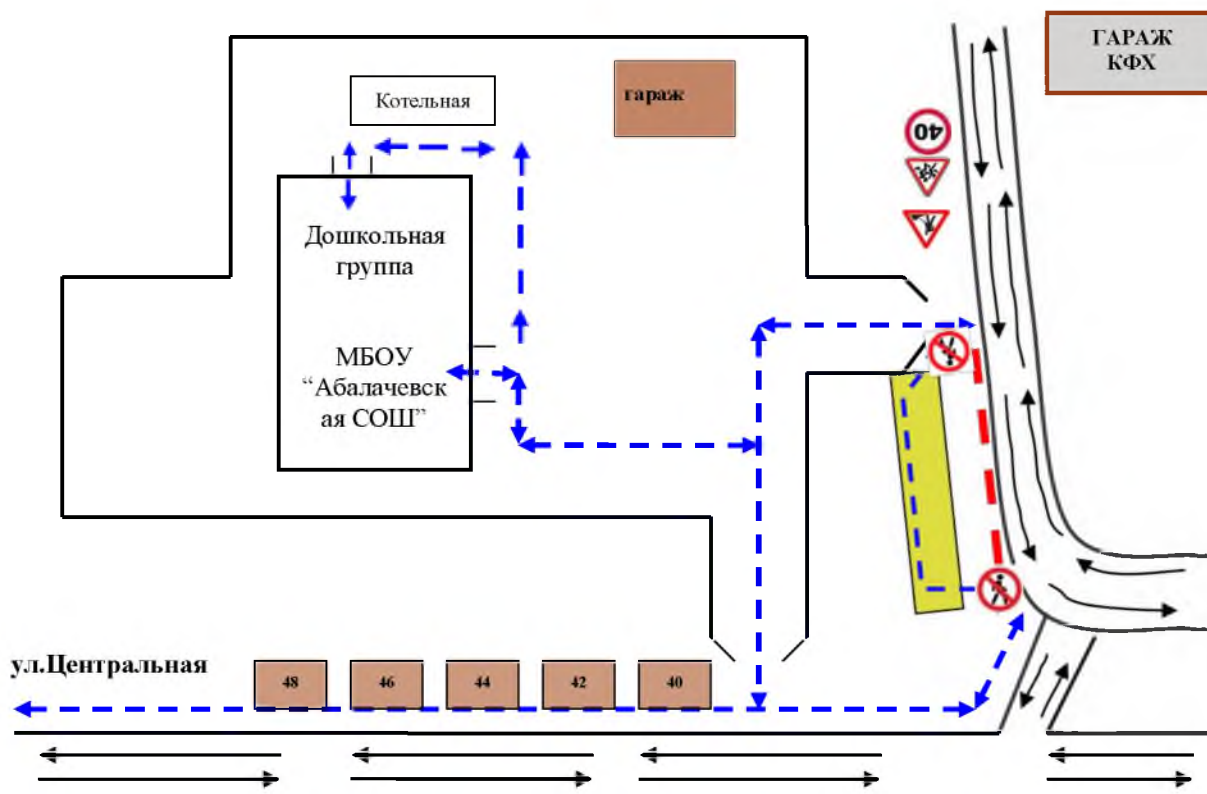 ГАРАЖ
КФХ
Котельная
гараж
40
Дошкольная
группа
МБОУ
“Абалачевск
ая СОШ”
ул.Центральная
48
46
44
42
40